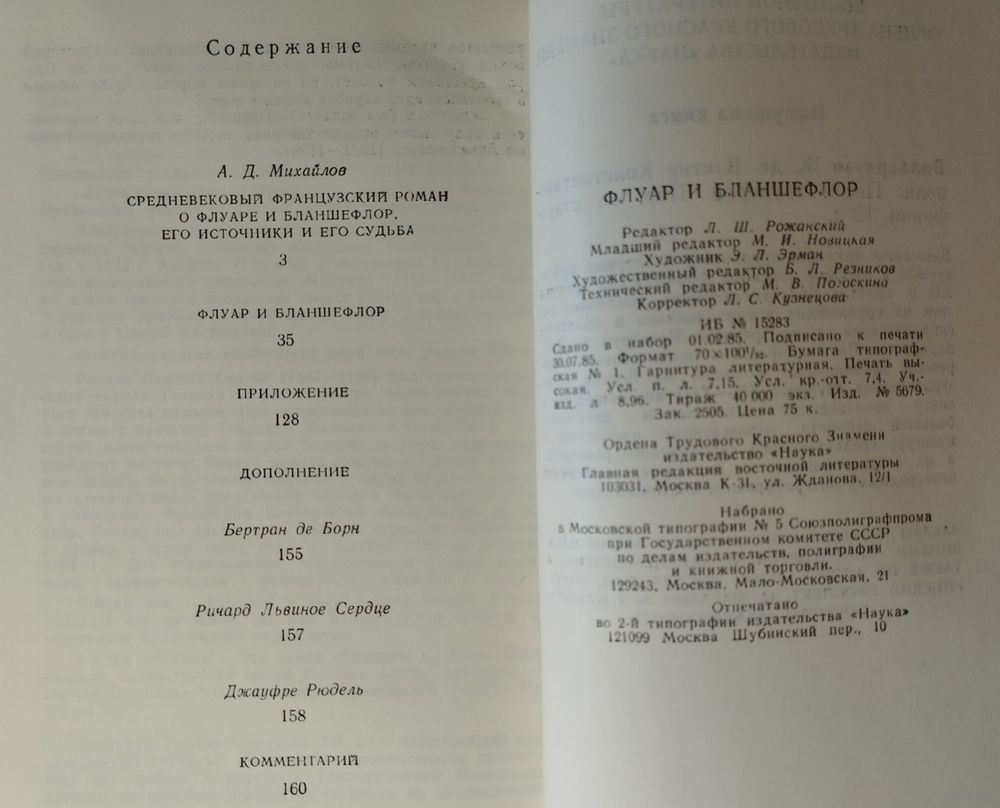 Содержание
А. Д. Михайлов
СРЕДНЕВЕКОВЫЙ ФРАНЦУЗСКИЙ РОМАН
О ФЛУАРЕ И БЛАНШЕФЛОР,
ЕГО ИСТОЧНИКИ И ЕГО СУДЬБА
3
ФЛУАР И БЛАНШЕФЛОР
35
ПРИЛОЖЕНИЕ
128
ДОПОЛНЕНИЕ
Бертран де Борн
155
Ричард Львиное Сердце
157
Джауфре Рюдель
158
КОММЕНТАРИЙ
160
ФЛУАР И БЛАНШЕФЛОР
Редактор Л. Ш. Рожанский
Младший редактор М. И. Новицкая
Художник Э. Л. Эрман
Художественный редактор Б. Л. Резников
Технический редактор М. В. Погоскина
Корректор Л. С. Кузнецова
ИБ № 15283
Сдано в набор 01.02.85. Подписано к печати
30.07.85. Формат 70×100¹/₃₂. Бумага типограф-
ская № 1. Гарнитура литературная. Печать вы-
сокая. Усл п. л. 7,15. Усл. кр.-отт. 7,4. Уч.-
изд. л 8,96. Тираж 40 000 экз. Изд. № 5679.
Зак. 2505. Цена 75 к.
Ордена Трудового Красного Знамени
издательство «Наука»
Главная редакция восточной литературы
103031, Москва К-31, ул. Жданова, 12/1
Набрано
в Московской типографии № 5 Союзполиграфпрома
при Государственном комитете СССР
по делам издательств, полиграфии
и книжной торговли.
129243, Москва, Мало-Московская, 21
Отпечатано
во 2-й типографии издательства «Наука»
121099 Москва Шубинский пер., 10